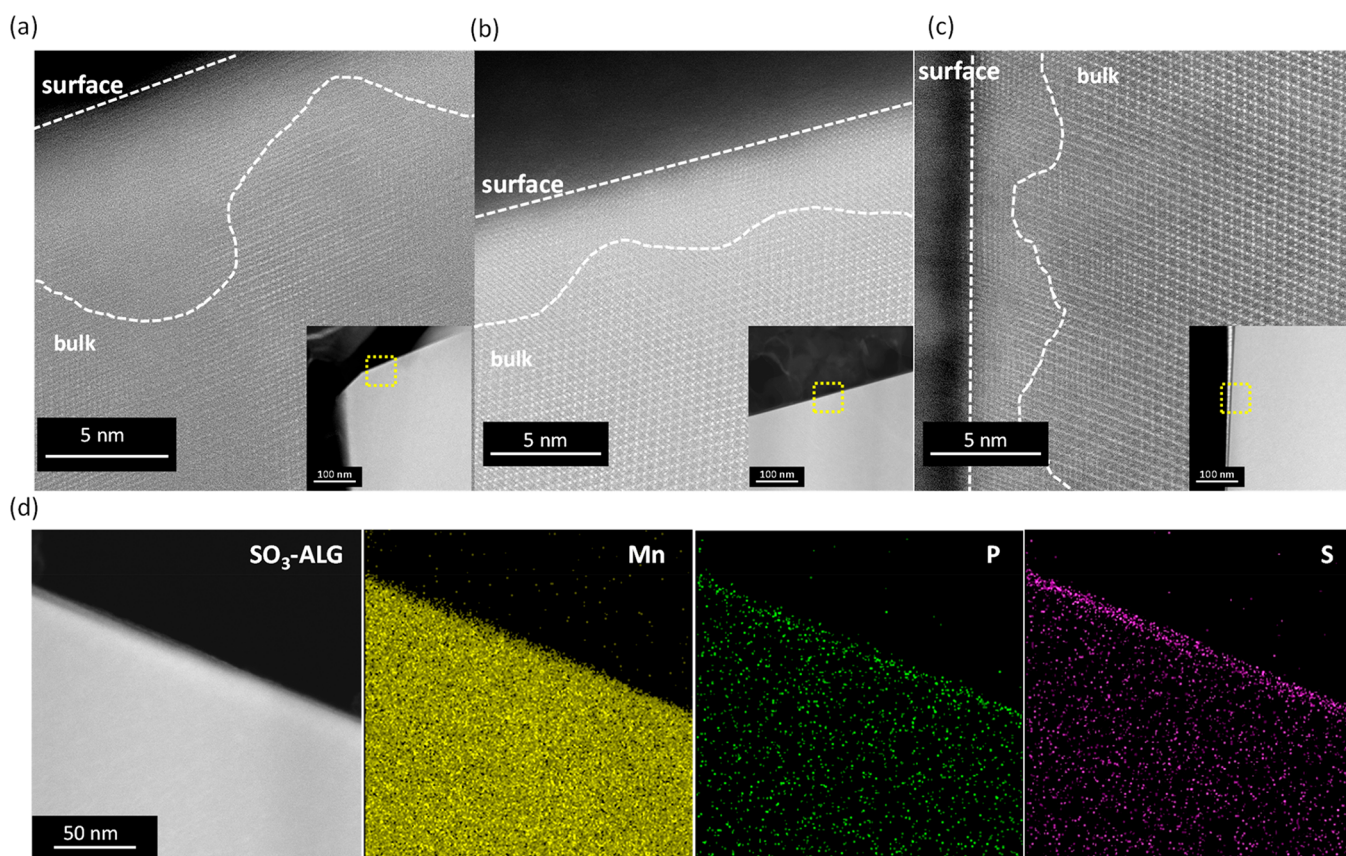 (a)
(b)
(c)
surface
bulk
5 nm
100 nm
surface
bulk
5 nm
100 nm
surface
bulk
5 nm
100 nm
(d)
SO₃-ALG
50 nm
Mn
P
S